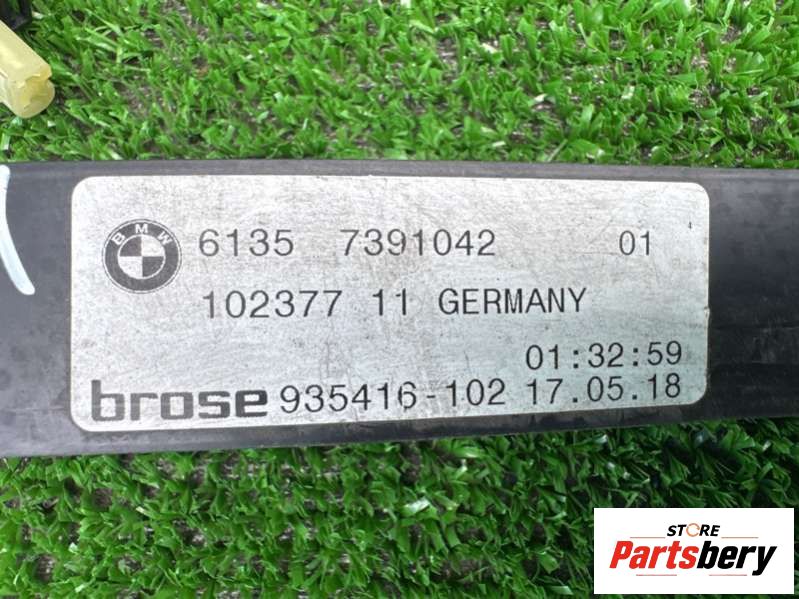 BMW
6135 7391042 01
102377 11 GERMANY
01:32:59
brose 935416-102 17.05.18
STORE
Partsbery